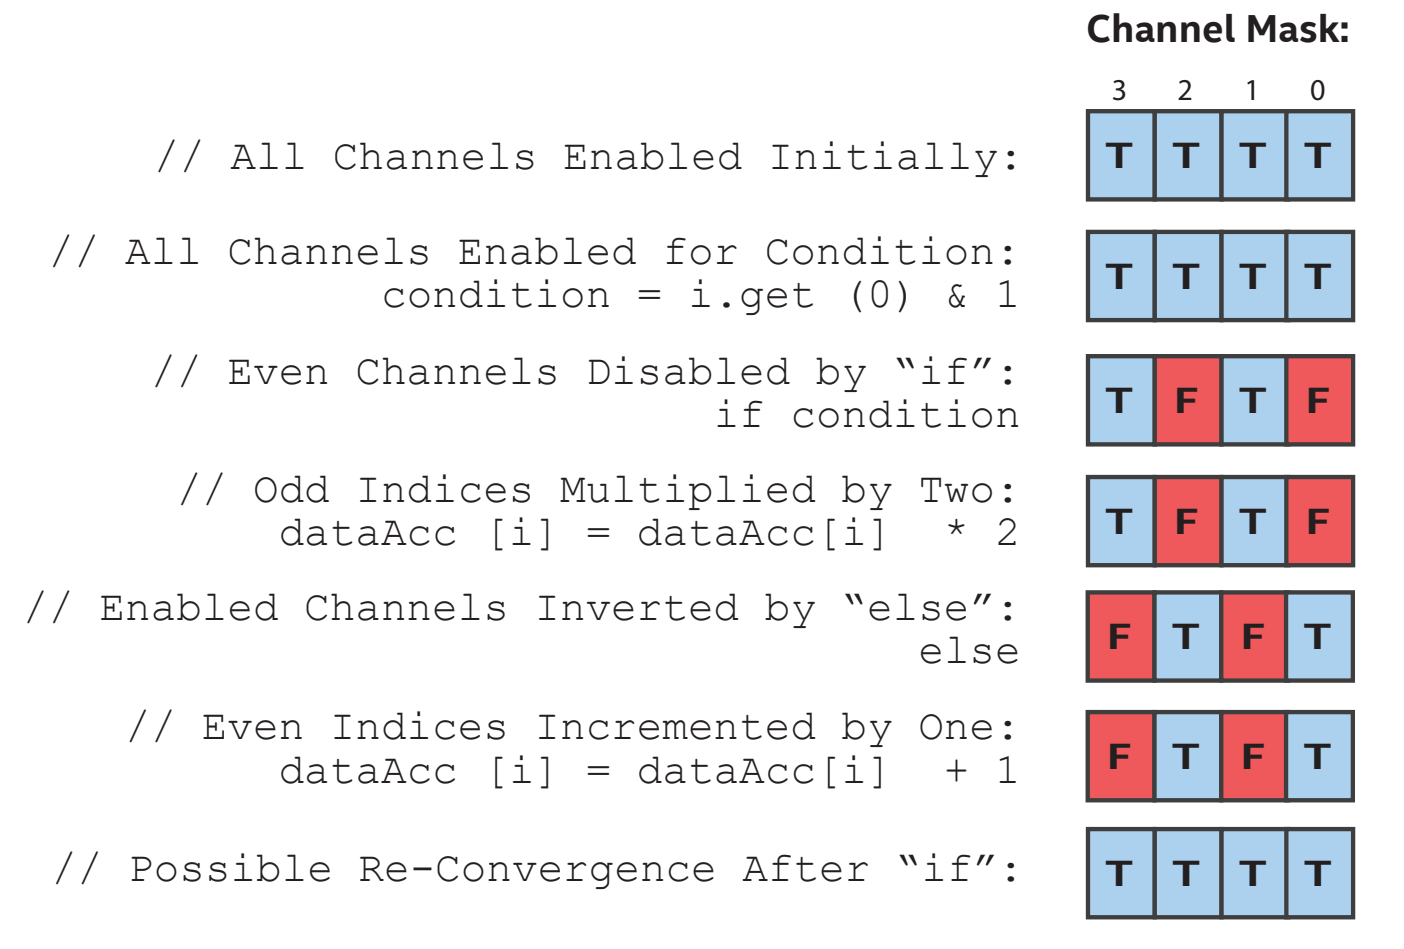 Channel Mask:
3 2 1 0
// All Channels Enabled Initially: T T T T
// All Channels Enabled for Condition:
condition = i.get (0) & 1 T T T T
// Even Channels Disabled by “if”:
if condition T F T F
// Odd Indices Multiplied by Two:
dataAcc [i] = dataAcc[i] * 2 T F T F
// Enabled Channels Inverted by “else”:
else F T F T
// Even Indices Incremented by One:
dataAcc [i] = dataAcc[i] + 1 F T F T
// Possible Re-Convergence After “if”: T T T T